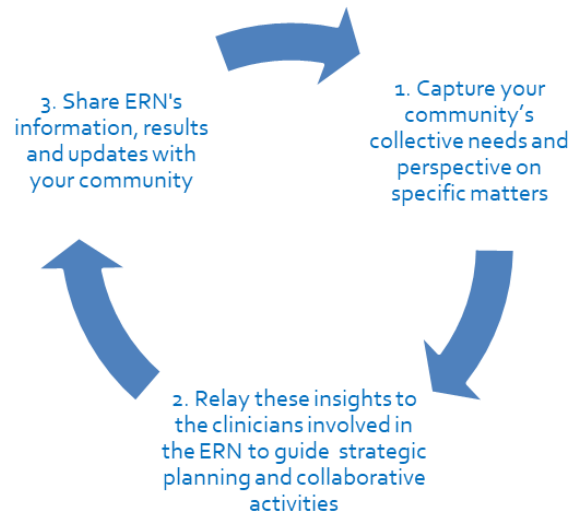 1. Capture your
community’s
collective needs and
perspective on
specific matters
2. Relay these insights to
the clinicians involved in
the ERN to guide strategic
planning and collaborative
activities
3. Share ERN's
information, results
and updates with
your community